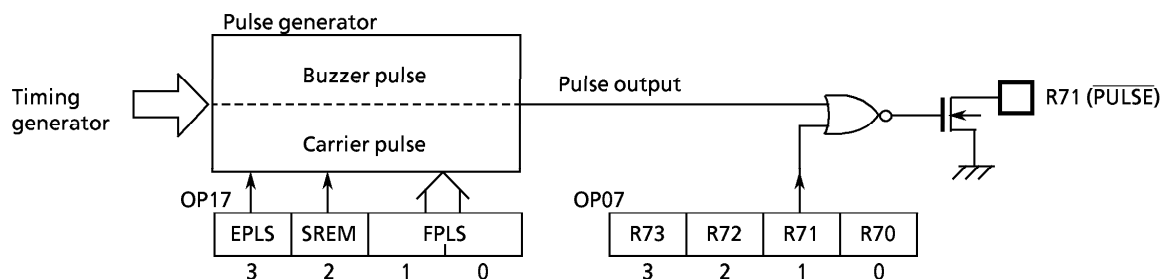 Pulse generator
Buzzer pulse
Carrier pulse
Timing
generator
Pulse output
R71 (PULSE)
OP17
EPLS SREM FPLS
3 2 1 0
OP07
R73 R72 R71 R70
3 2 1 0